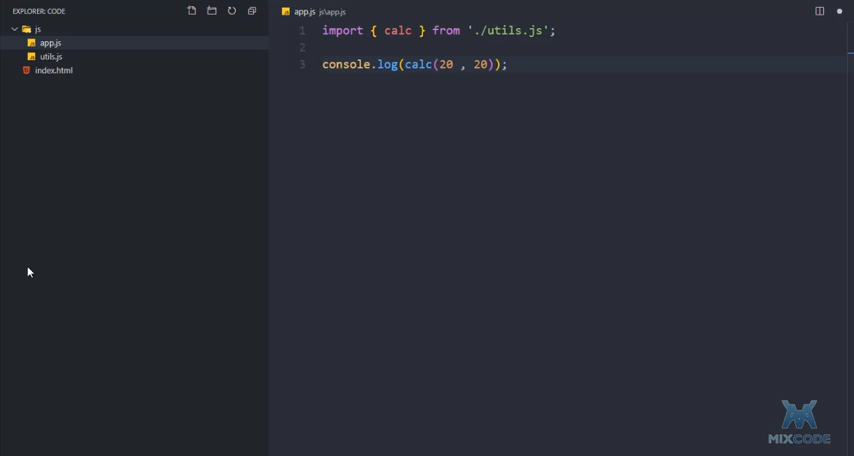 EXPLORER: CODE
js
app.js
utils.js
index.html
app.js js\app.js
1 import { calc } from './utils.js';
2
3 console.log(calc(20 , 20));
MIXCODE